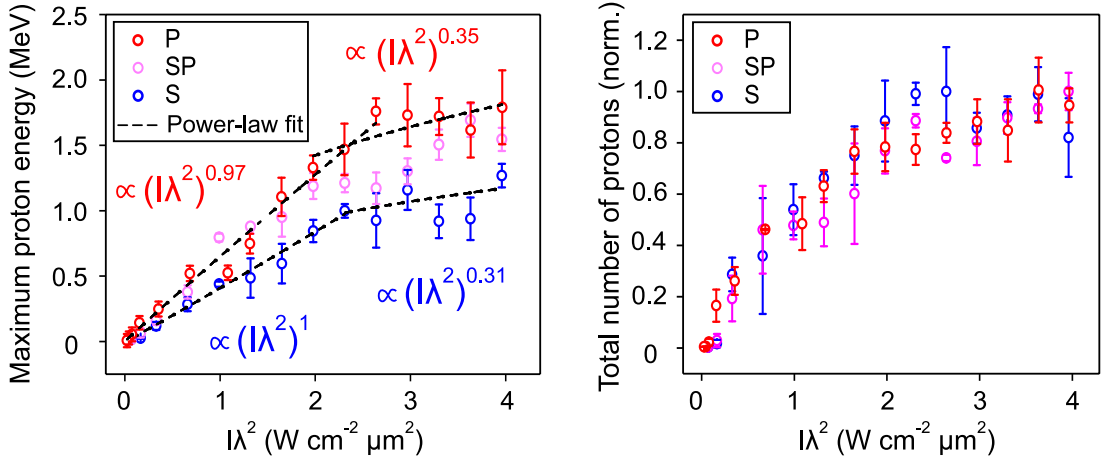 Maximum proton energy (MeV)
2.5
2.0
1.5
1.0
0.5
0
P
SP
S
Power-law fit
∝ (Iλ²)^0.35
∝ (Iλ²)^0.97
∝ (Iλ²)^0.31
∝ (Iλ²)^1
0 1 2 3 4
Iλ² (W cm⁻² μm²)
Total number of protons (norm.)
1.2
1.0
0.8
0.6
0.4
0.2
0
P
SP
S
0 1 2 3 4
Iλ² (W cm⁻² μm²)